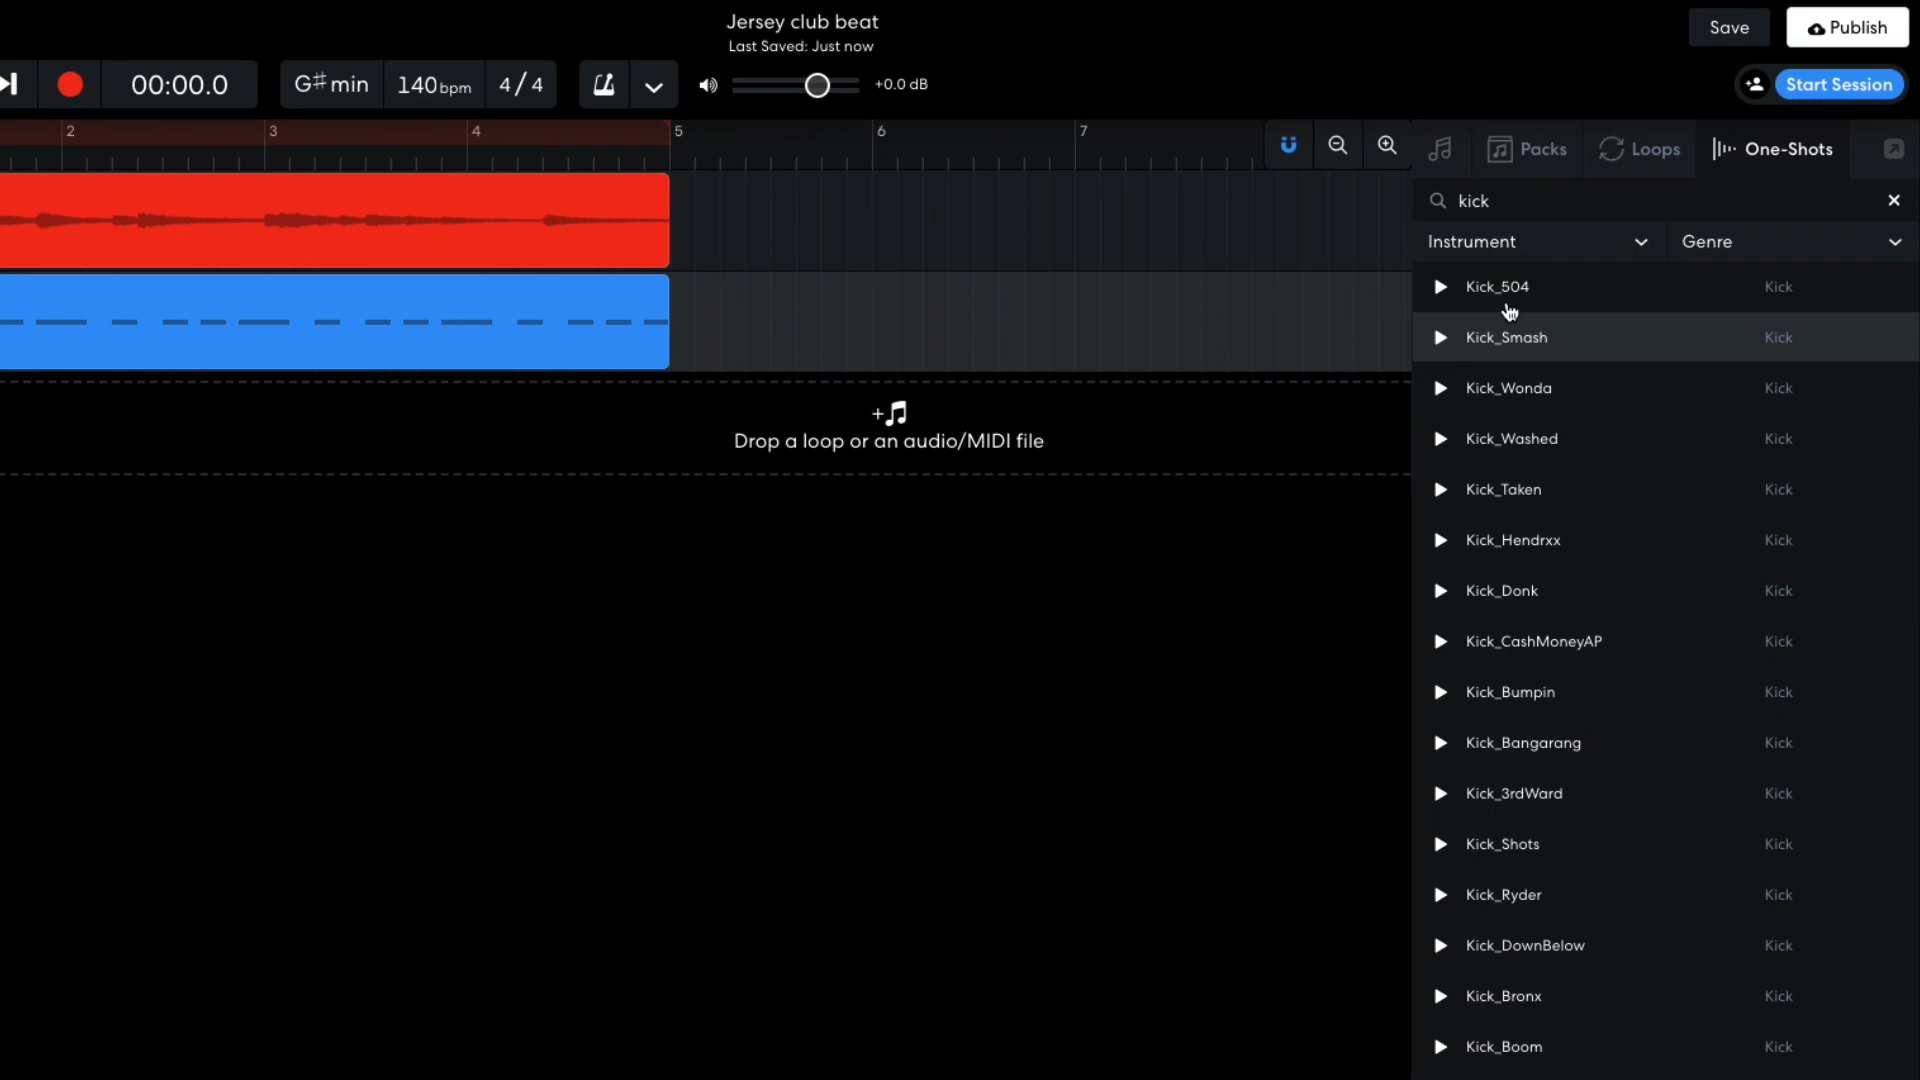 Jersey club beat
Last Saved: Just now
Save
Publish
00:00.0
G♯min
140bpm
4/4
+0.0 dB
Start Session
2
3
4
5
6
7
Packs
Loops
One-Shots
kick
Instrument
Genre
Kick_504 Kick
Kick_Smash Kick
Kick_Wonda Kick
Kick_Washed Kick
Kick_Taken Kick
Kick_Hendrxx Kick
Kick_Donk Kick
Kick_CashMoneyAP Kick
Kick_Bumpin Kick
Kick_Bangarang Kick
Kick_3rdWard Kick
Kick_Shots Kick
Kick_Ryder Kick
Kick_DownBelow Kick
Kick_Bronx Kick
Kick_Boom Kick
Drop a loop or an audio/MIDI file